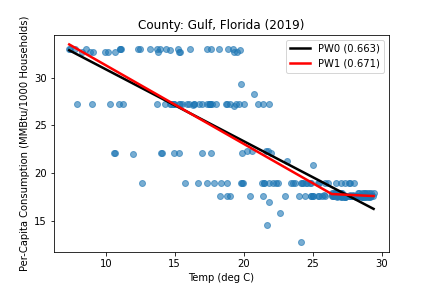 County: Gulf, Florida (2019)
Per-Capita Consumption (MMBtu/1000 Households)
30
25
20
15
PW0 (0.663)
PW1 (0.671)
10 15 20 25 30
Temp (deg C)